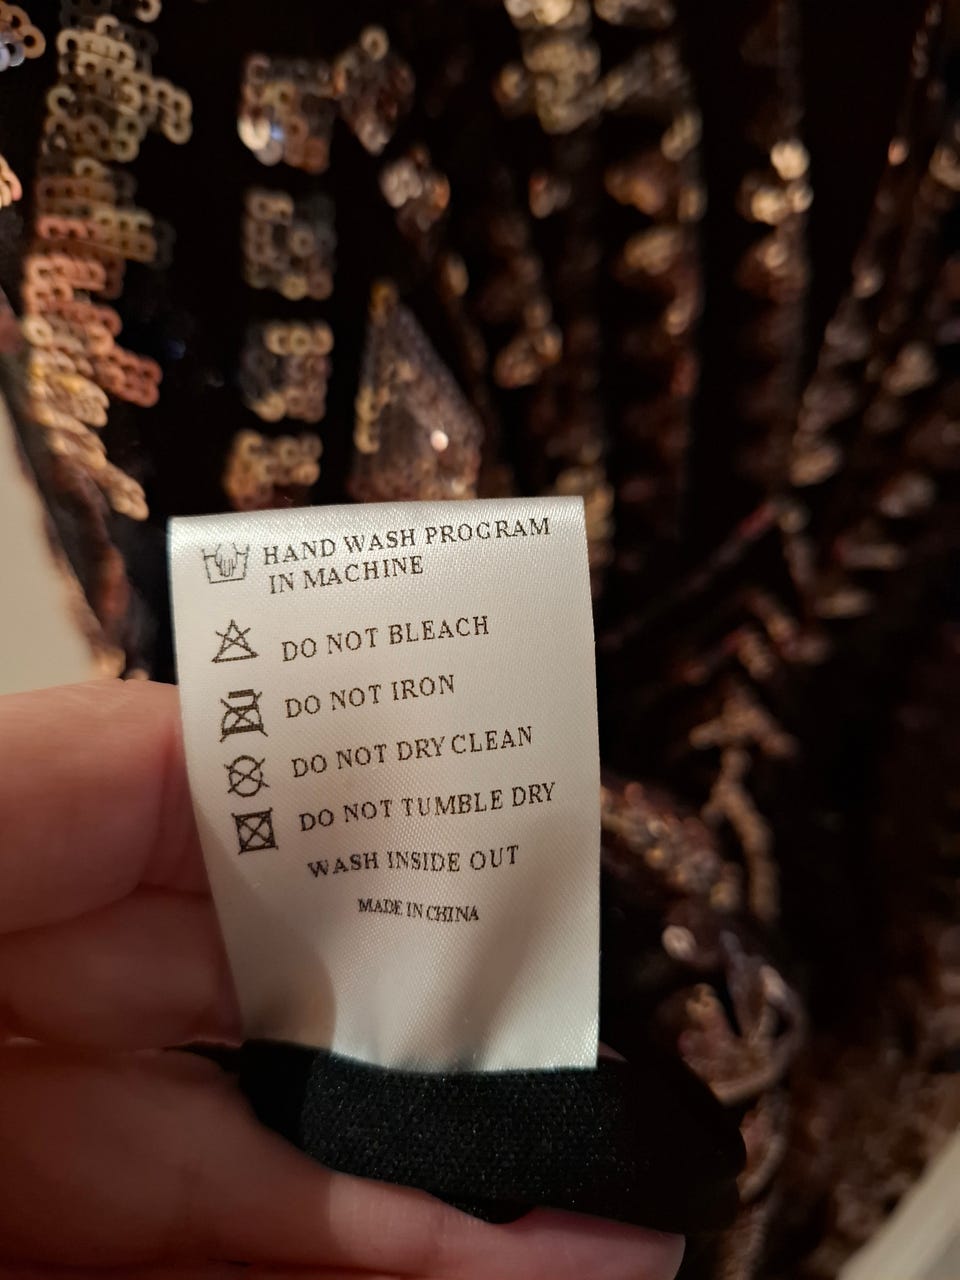 HAND WASH PROGRAM
IN MACHINE
DO NOT BLEACH
DO NOT IRON
DO NOT DRY CLEAN
DO NOT TUMBLE DRY
WASH INSIDE OUT
MADE IN CHINA